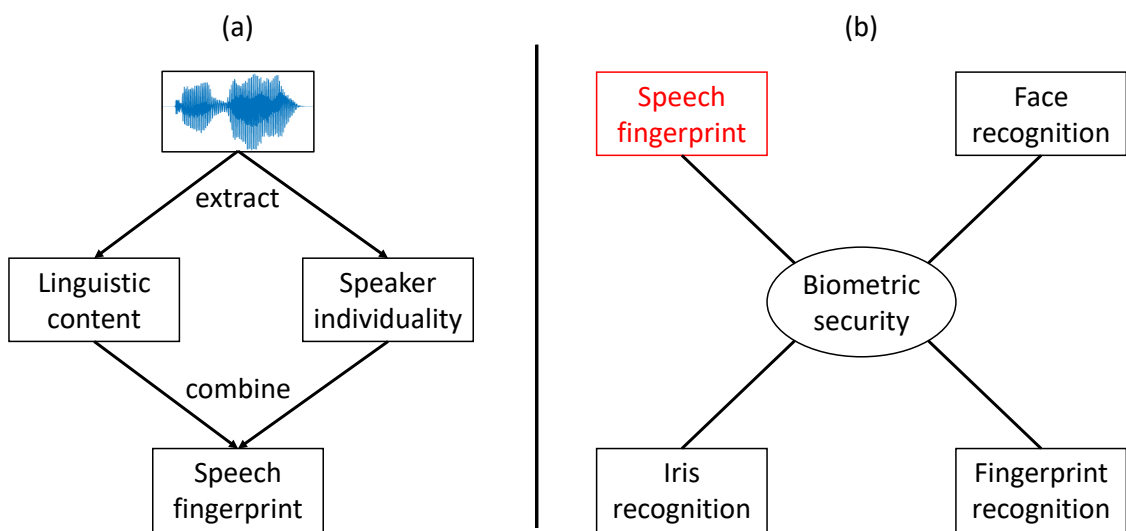 (a)
extract
Linguistic
content
Speaker
individuality
combine
Speech
fingerprint
(b)
Speech
fingerprint
Face
recognition
Biometric
security
Iris
recognition
Fingerprint
recognition